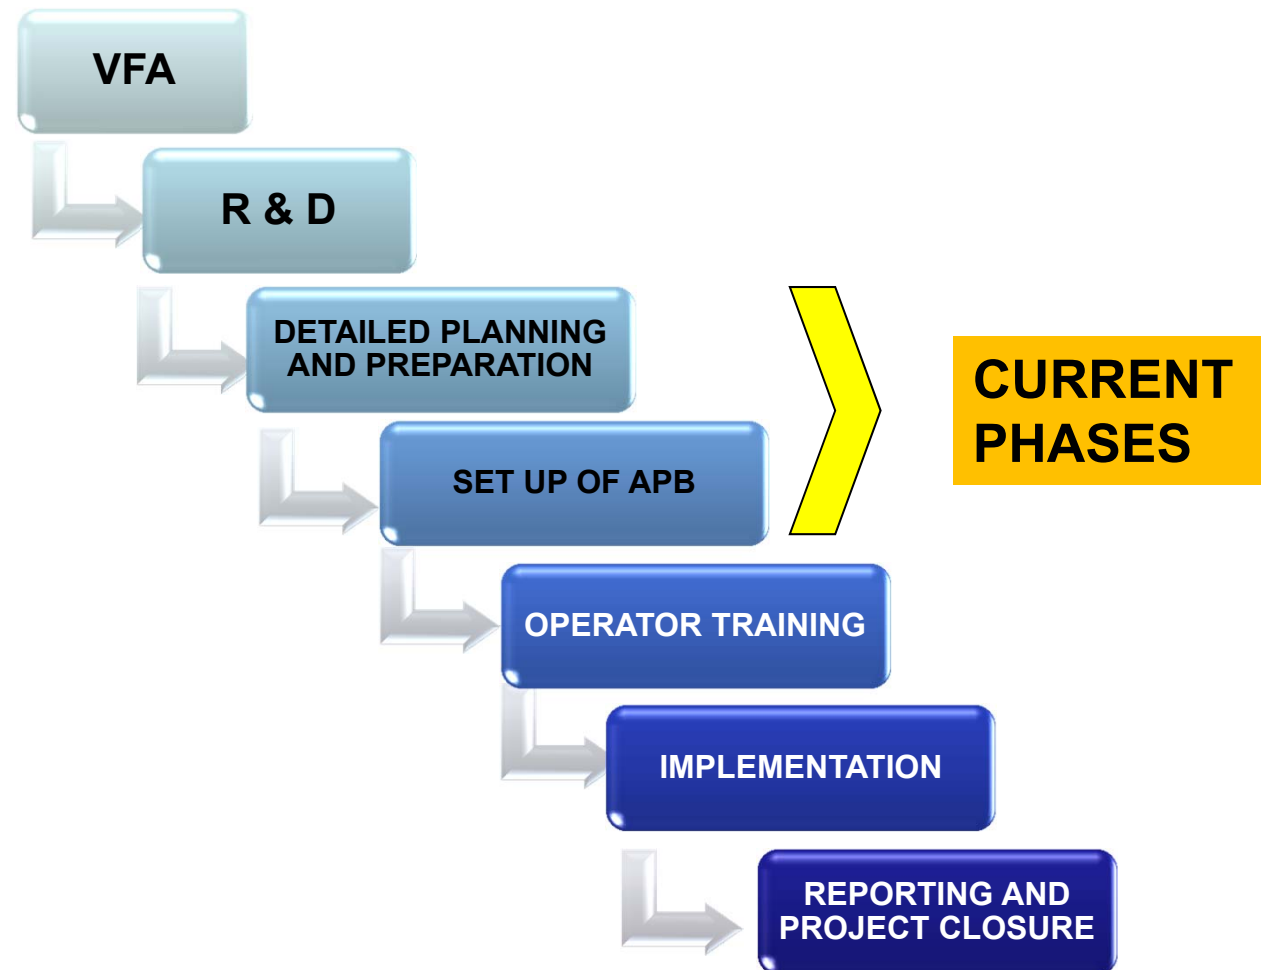 VFA
R & D
DETAILED PLANNING
AND PREPARATION
SET UP OF APB
CURRENT
PHASES
OPERATOR TRAINING
IMPLEMENTATION
REPORTING AND
PROJECT CLOSURE